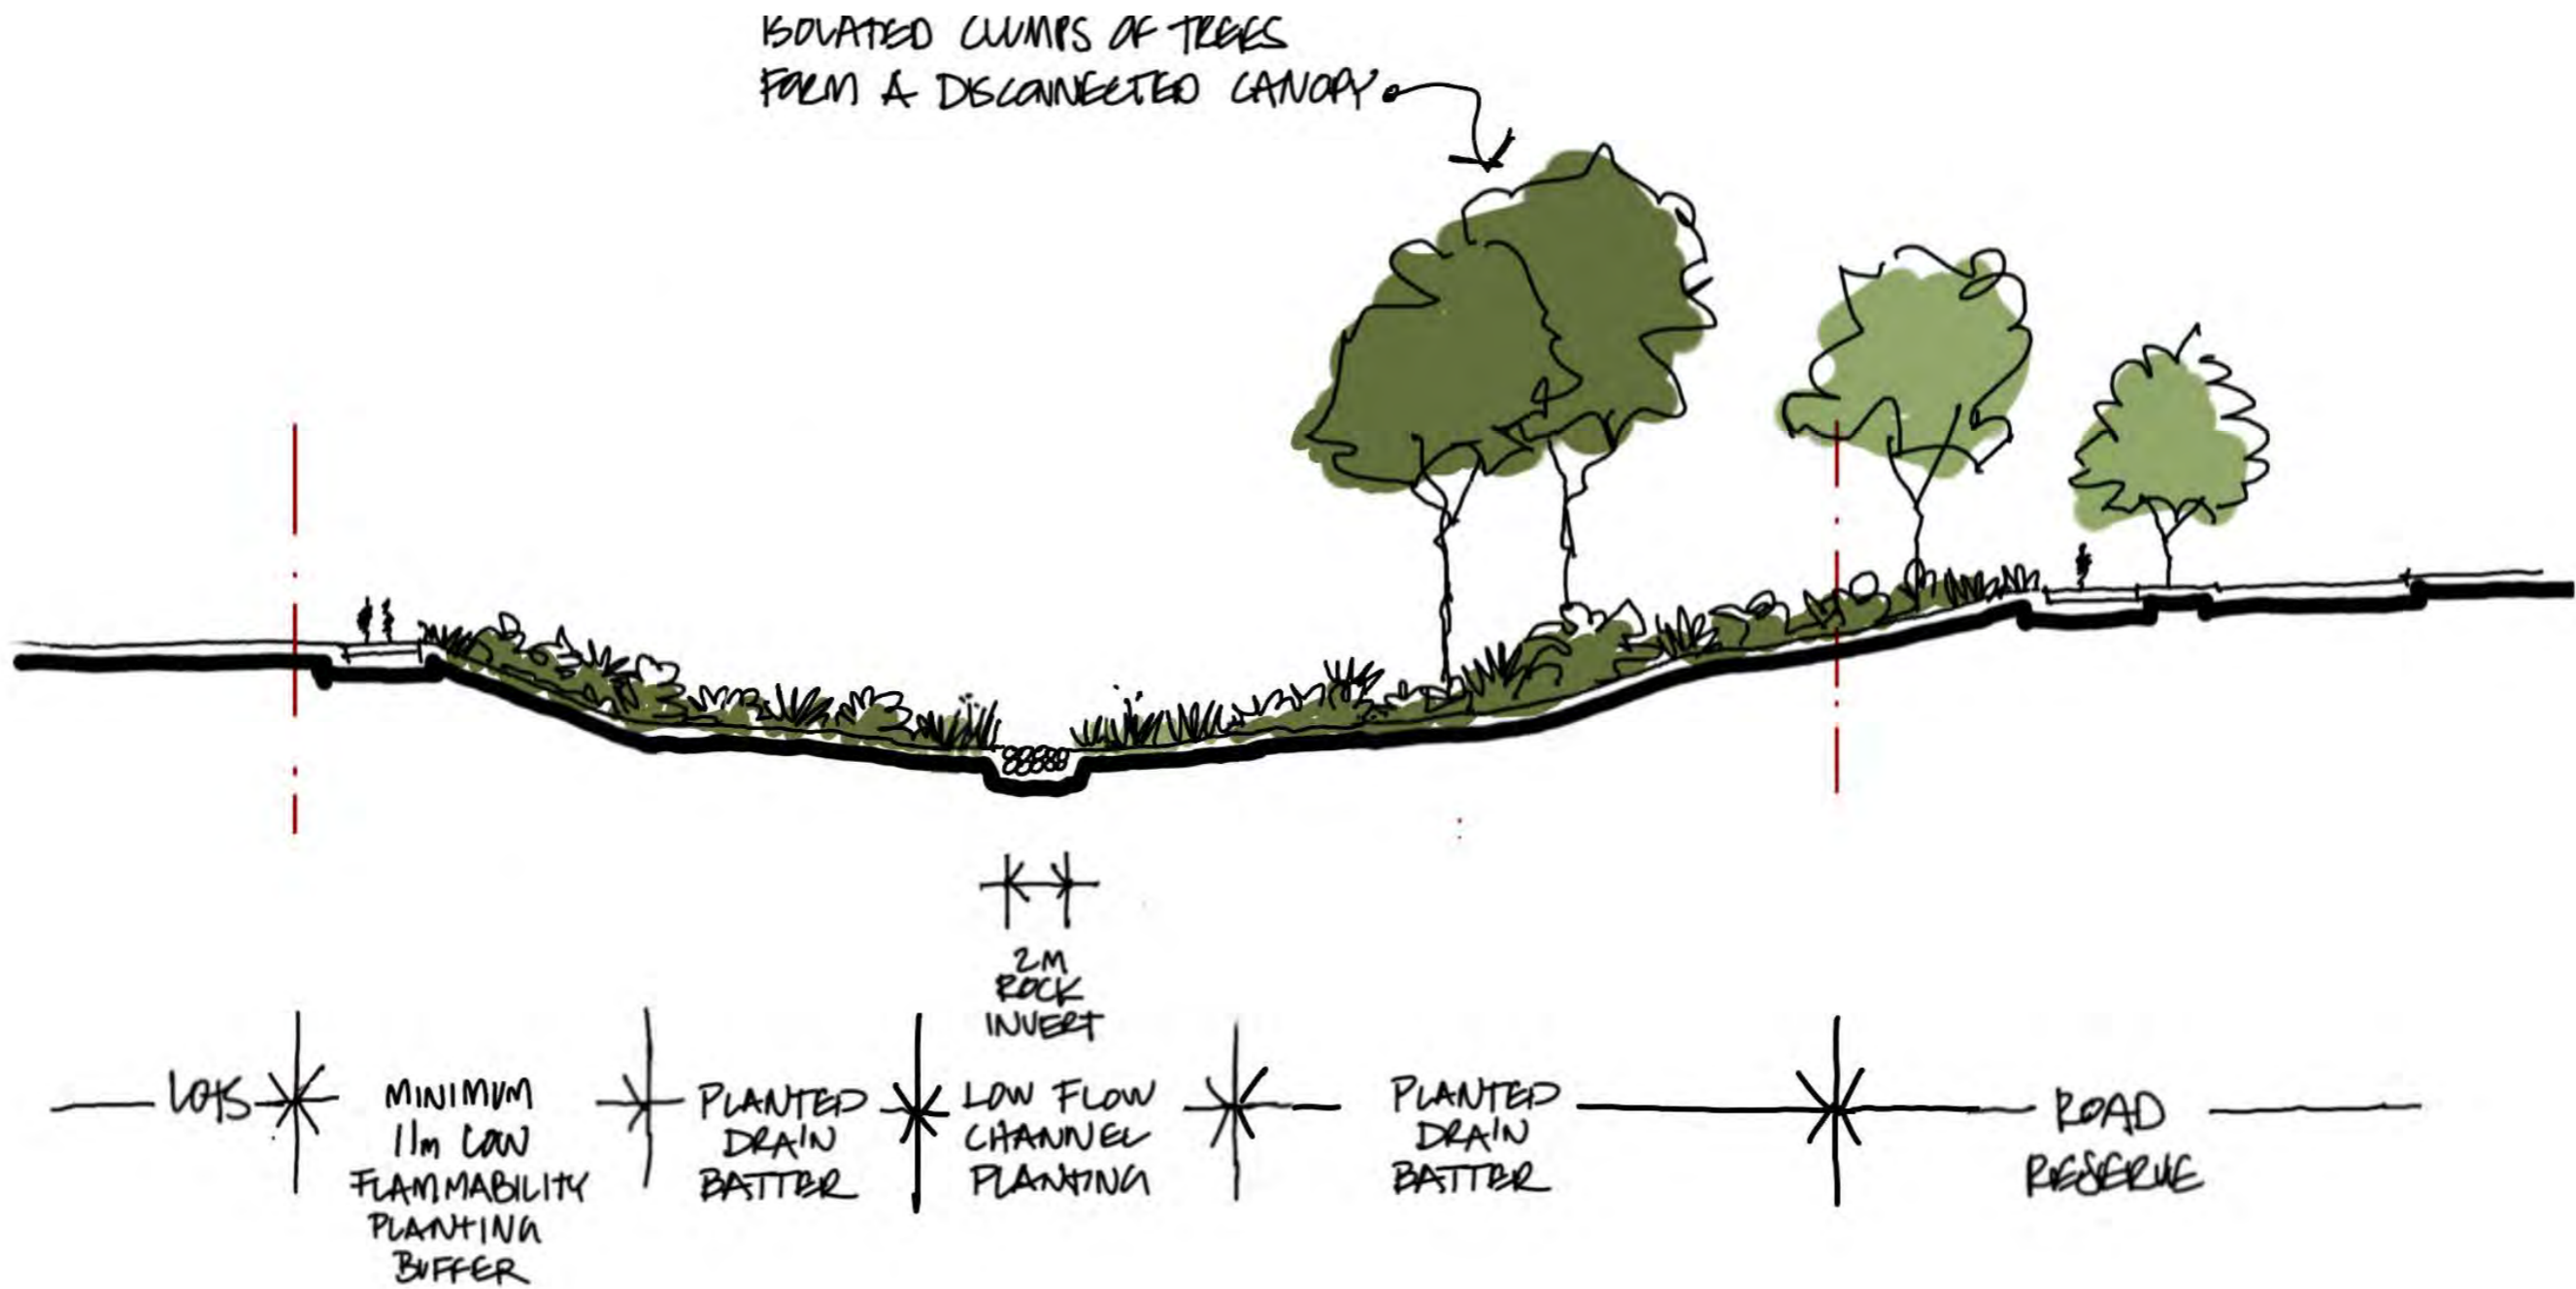 ISOLATED CLUMPS OF TREES
FORM A DISCONNECTED CANOPY
2M
ROCK
INVERT
LOTS
MINIMUM
11m LOW
FLAMMABILITY
PLANTING
BUFFER
PLANTED
DRAIN
BATTER
LOW FLOW
CHANNEL
PLANTING
PLANTED
DRAIN
BATTER
ROAD
RESERVE